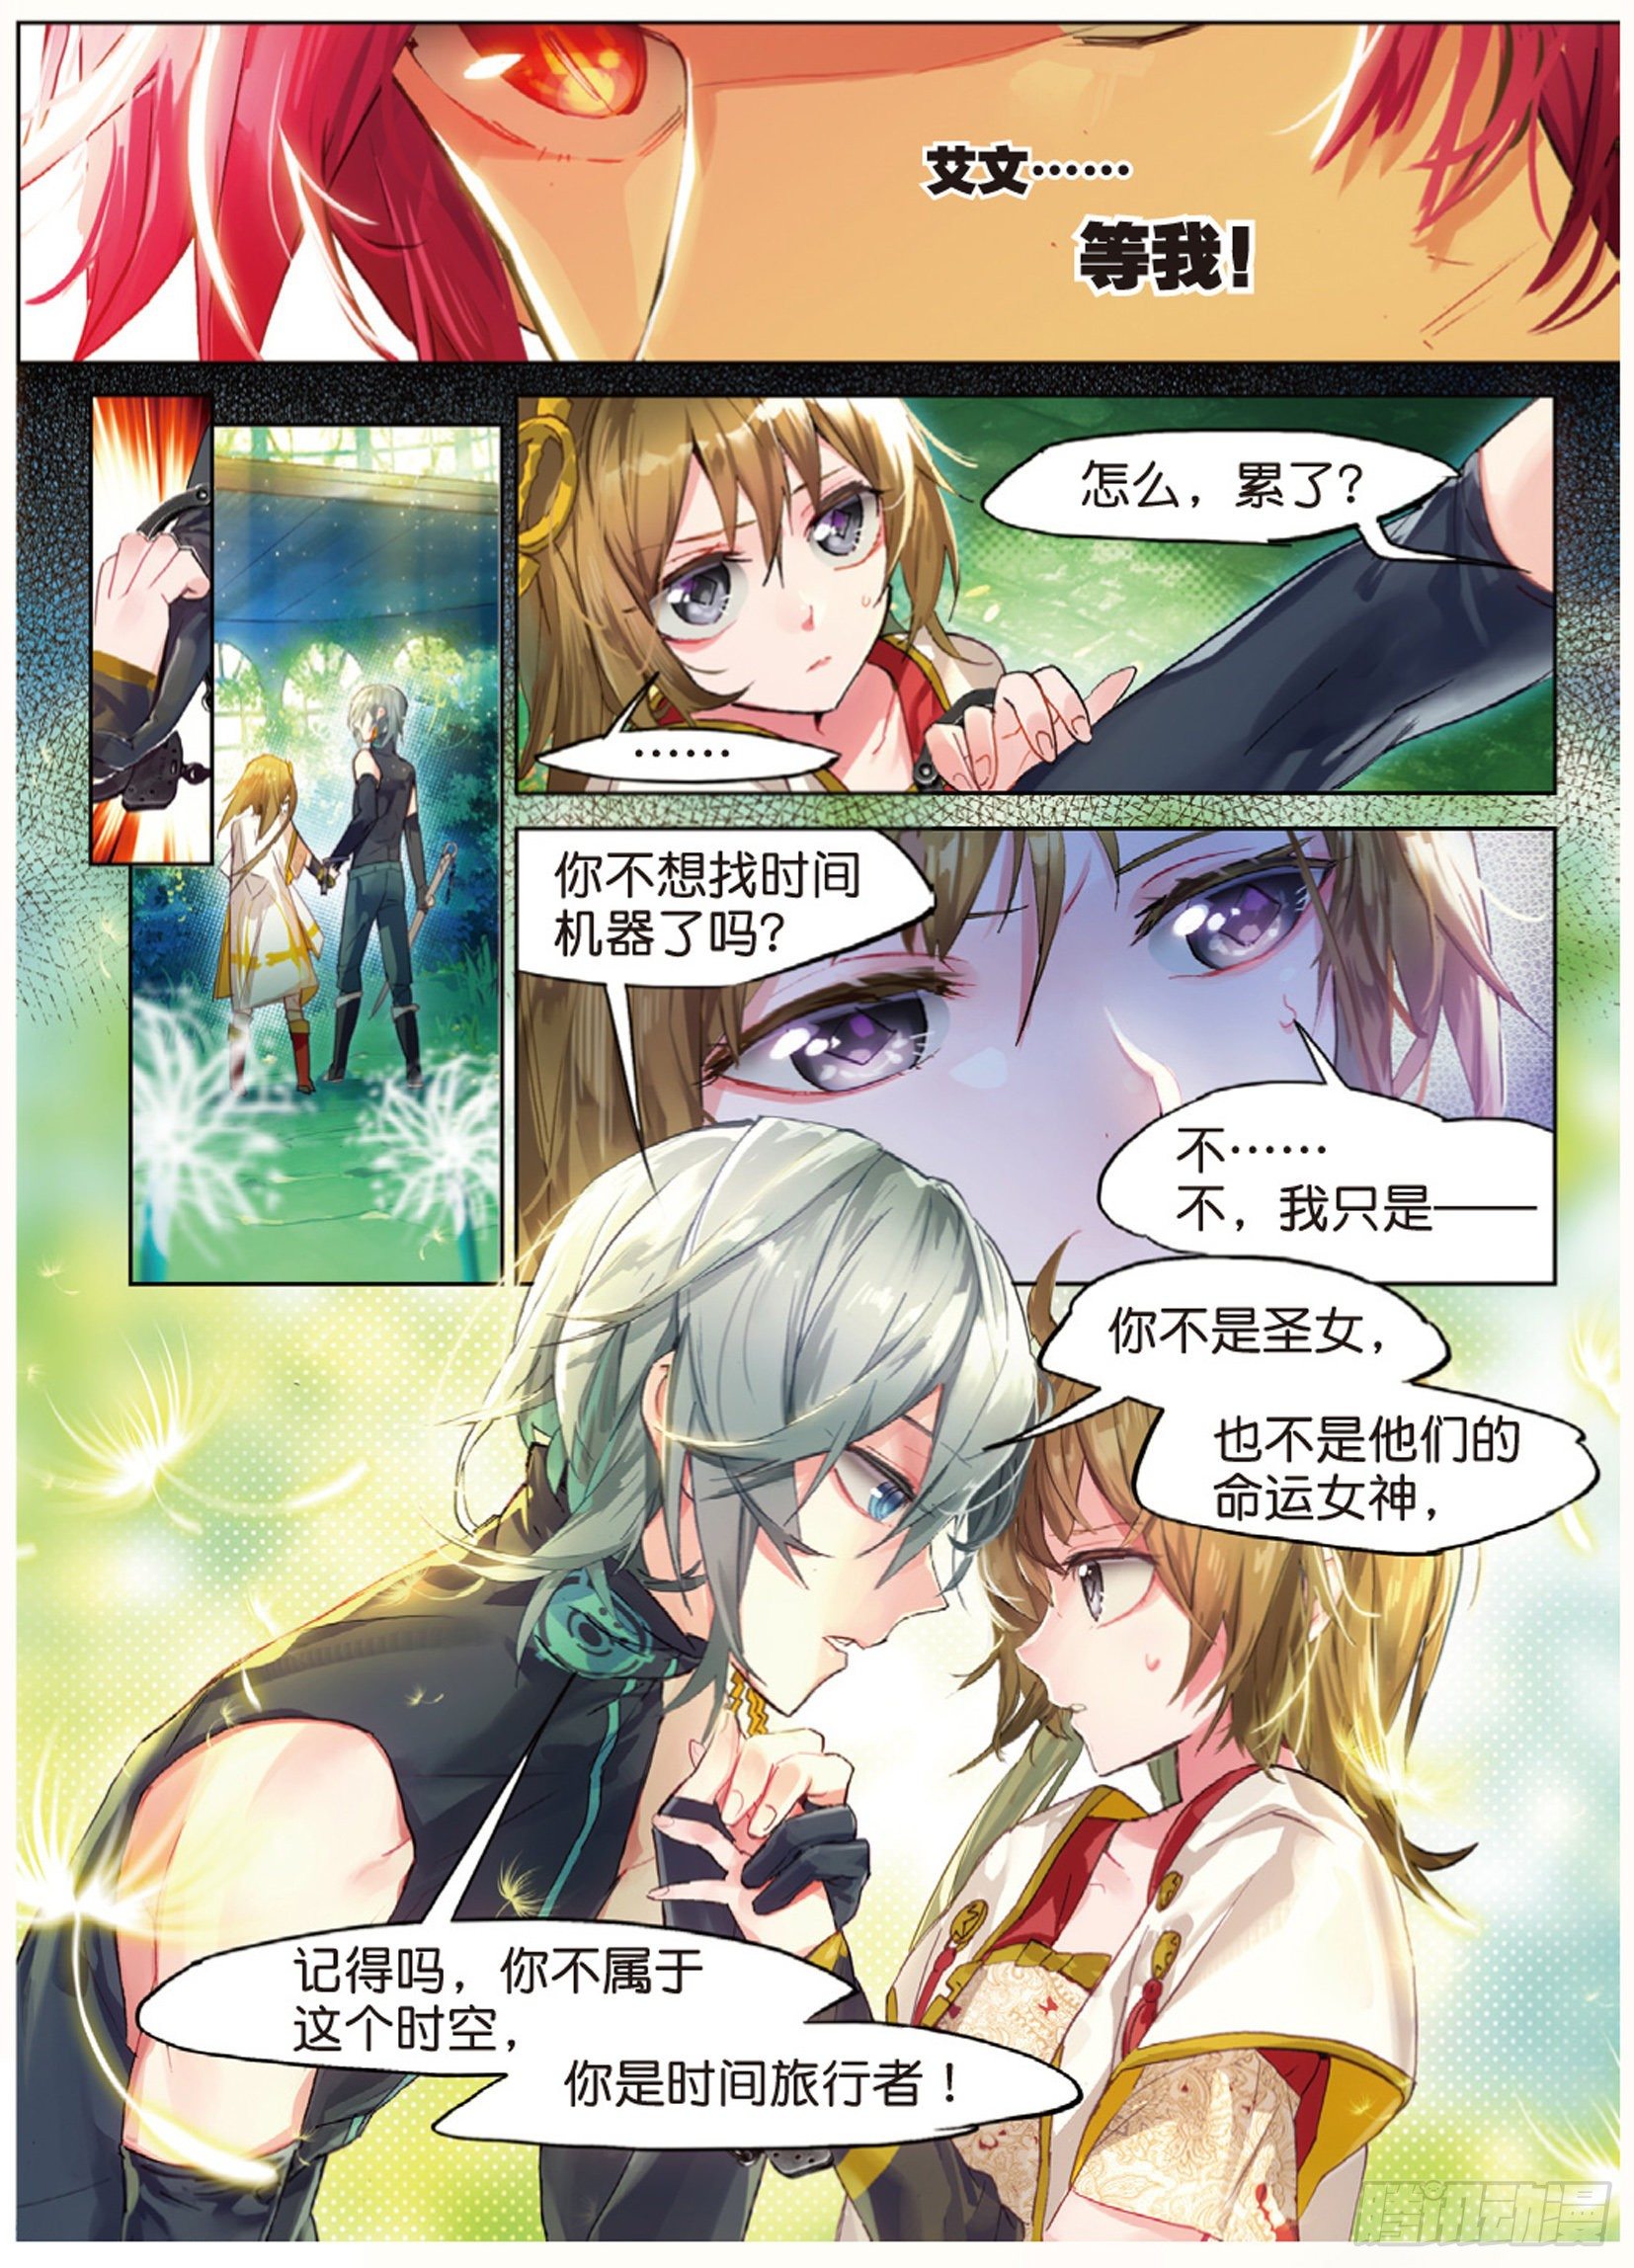 艾文……
等我！
怎么，累了？
……
你不想找时间
机器了吗？
不……
不，我只是——
你不是圣女，
也不是他们的
命运女神，
记得吗，你不属于
这个时空，
你是时间旅行者！
腾讯动漫